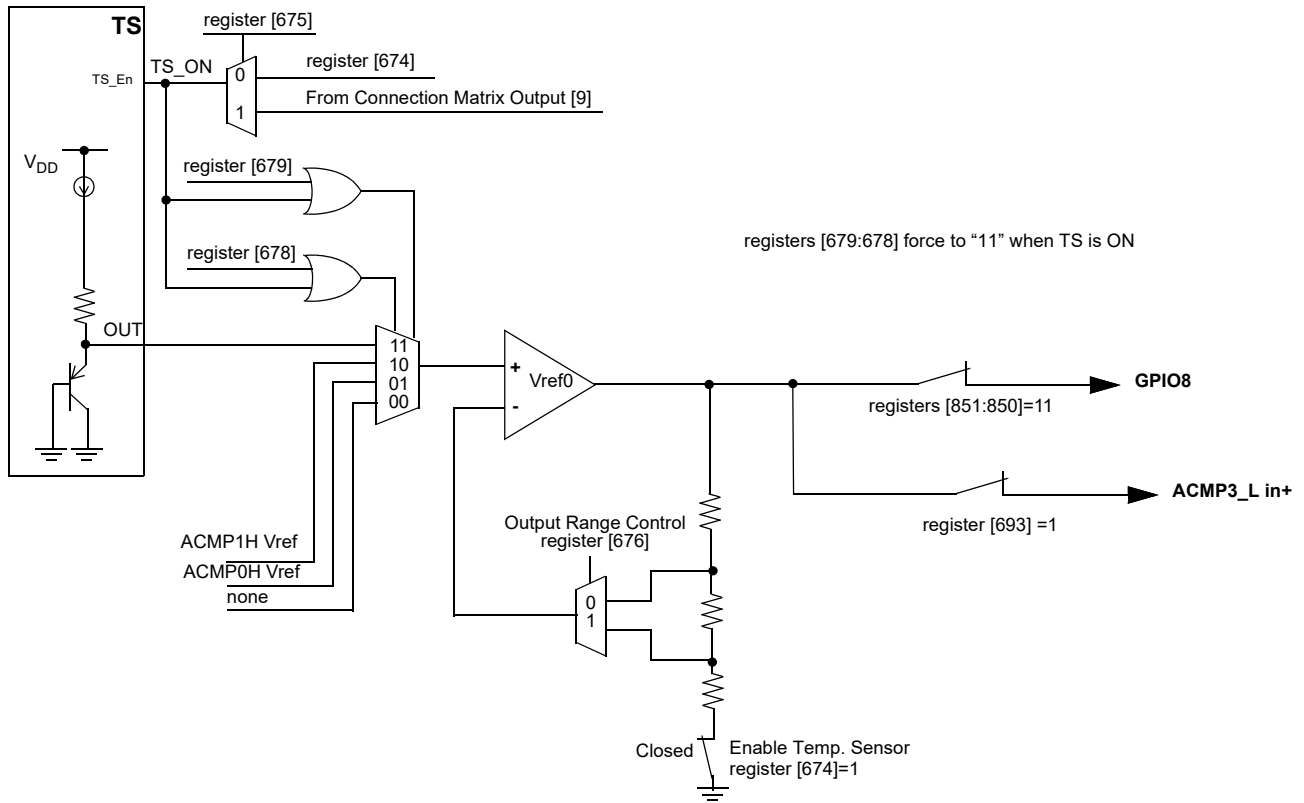 TS
register [675]
TS_En
TS_ON
0
1
register [674]
From Connection Matrix Output [9]
VDD
register [679]
register [678]
registers [679:678] force to “11” when TS is ON
OUT
11
10
01
00
+
-
Vref0
GPIO8
registers [851:850]=11
ACMP3_L in+
register [693] =1
ACMP1H Vref
ACMP0H Vref
none
Output Range Control
register [676]
0
1
Closed
Enable Temp. Sensor
register [674]=1